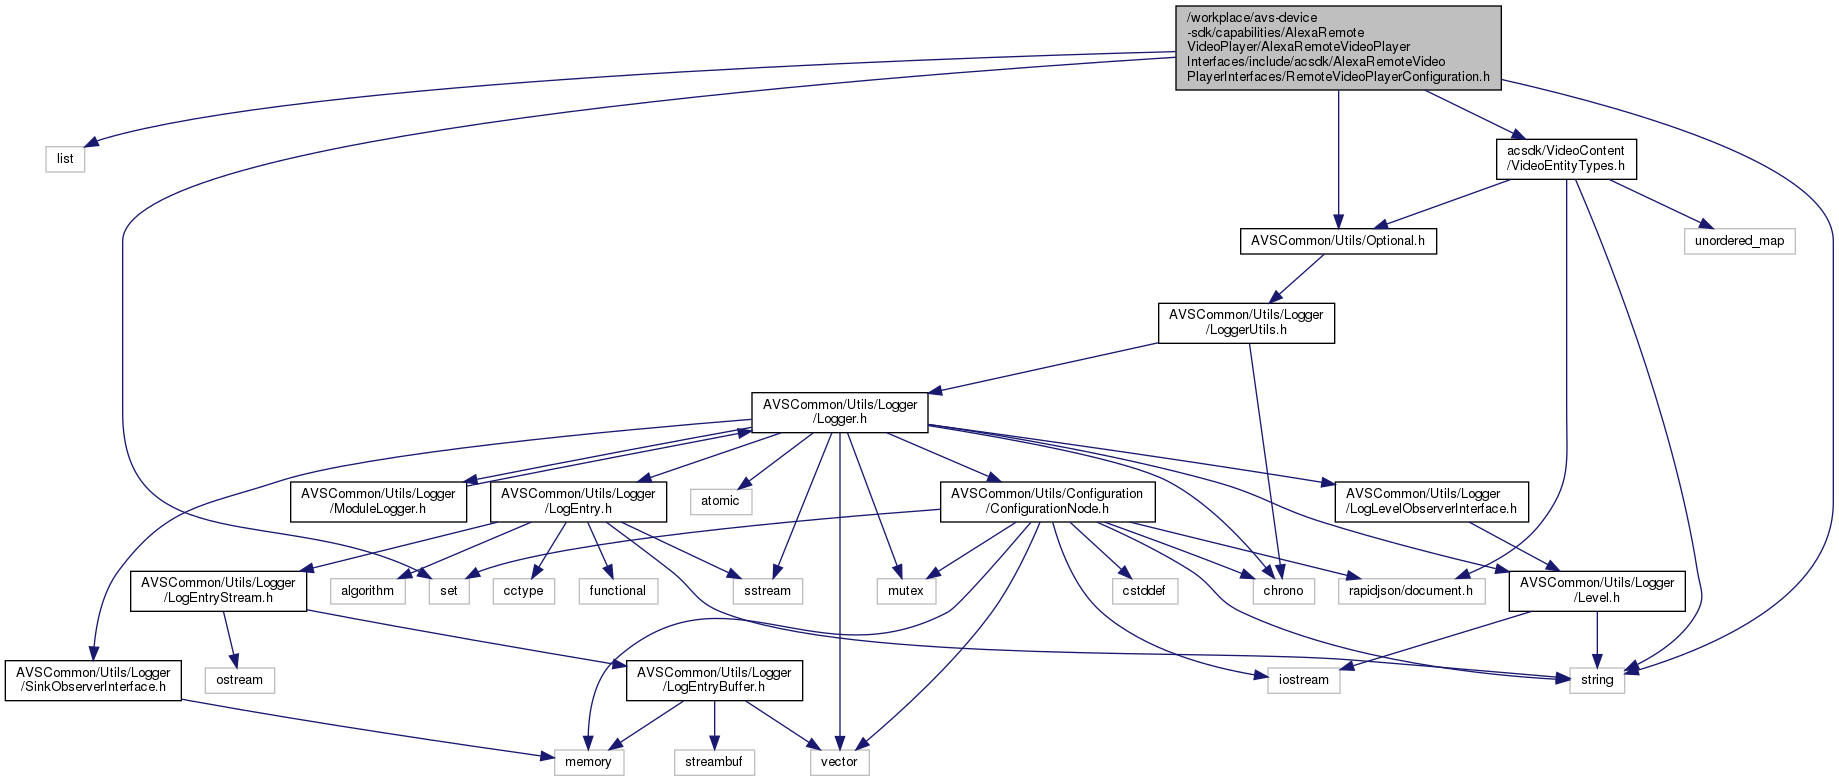 /workplace/avs-device
-sdk/capabilities/AlexaRemote
VideoPlayer/AlexaRemoteVideoPlayer
Interfaces/include/acsdk/AlexaRemoteVideo
PlayerInterfaces/RemoteVideoPlayerConfiguration.h
list
acsdk/VideoContent
/VideoEntityTypes.h
AVSCommon/Utils/Optional.h
unordered_map
AVSCommon/Utils/Logger
/LoggerUtils.h
AVSCommon/Utils/Logger
/Logger.h
AVSCommon/Utils/Logger
/ModuleLogger.h
AVSCommon/Utils/Logger
/LogEntry.h
atomic
AVSCommon/Utils/Configuration
/ConfigurationNode.h
AVSCommon/Utils/Logger
/LogLevelObserverInterface.h
AVSCommon/Utils/Logger
/LogEntryStream.h
algorithm
set
cctype
functional
sstream
mutex
cstddef
chrono
rapidjson/document.h
AVSCommon/Utils/Logger
/Level.h
AVSCommon/Utils/Logger
/SinkObserverInterface.h
ostream
AVSCommon/Utils/Logger
/LogEntryBuffer.h
iostream
string
memory
streambuf
vector